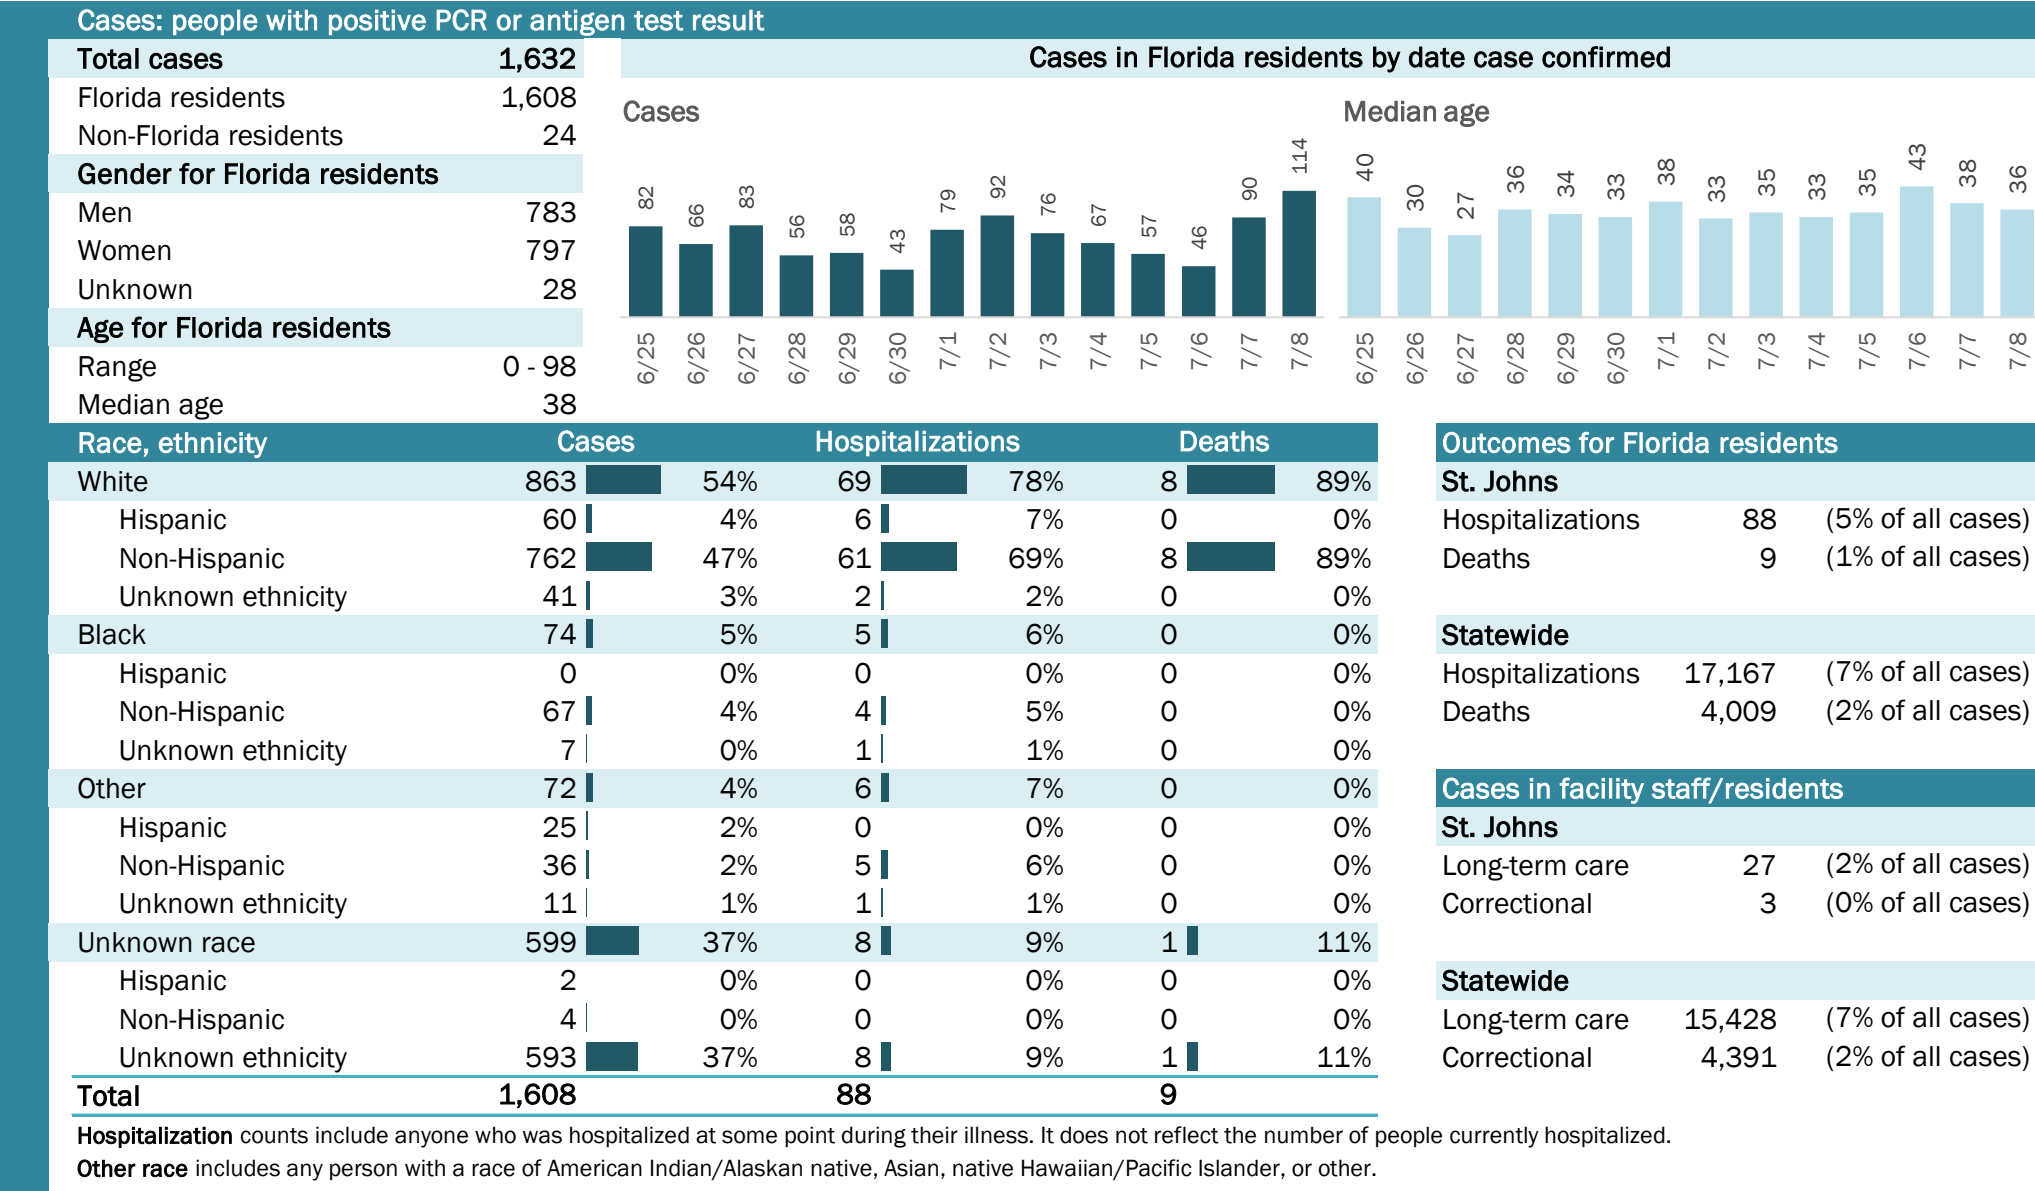 Cases: people with positive PCR or antigen test result
Total cases 1,632
Florida residents 1,608
Non-Florida residents 24
Gender for Florida residents
Men 783
Women 797
Unknown 28
Age for Florida residents
Range 0 - 98
Median age 38
Cases in Florida residents by date case confirmed
Cases
82 66 83 56 58 43 79 92 76 67 57 46 90 114
6/25 6/26 6/27 6/28 6/29 6/30 7/1 7/2 7/3 7/4 7/5 7/6 7/7 7/8
Median age
40 30 27 36 34 33 38 33 35 33 35 43 38 36
6/25 6/26 6/27 6/28 6/29 6/30 7/1 7/2 7/3 7/4 7/5 7/6 7/7 7/8
Race, ethnicity Cases Hospitalizations Deaths
White 863 54% 69 78% 8 89%
Hispanic 60 4% 6 7% 0 0%
Non-Hispanic 762 47% 61 69% 8 89%
Unknown ethnicity 41 3% 2 2% 0 0%
Black 74 5% 5 6% 0 0%
Hispanic 0 0% 0 0% 0 0%
Non-Hispanic 67 4% 4 5% 0 0%
Unknown ethnicity 7 0% 1 1% 0 0%
Other 72 4% 6 7% 0 0%
Hispanic 25 2% 0 0% 0 0%
Non-Hispanic 36 2% 5 6% 0 0%
Unknown ethnicity 11 1% 1 1% 0 0%
Unknown race 599 37% 8 9% 1 11%
Hispanic 2 0% 0 0% 0 0%
Non-Hispanic 4 0% 0 0% 0 0%
Unknown ethnicity 593 37% 8 9% 1 11%
Total 1,608 88 9
Outcomes for Florida residents
St. Johns
Hospitalizations 88 (5% of all cases)
Deaths 9 (1% of all cases)
Statewide
Hospitalizations 17,167 (7% of all cases)
Deaths 4,009 (2% of all cases)
Cases in facility staff/residents
St. Johns
Long-term care 27 (2% of all cases)
Correctional 3 (0% of all cases)
Statewide
Long-term care 15,428 (7% of all cases)
Correctional 4,391 (2% of all cases)
Hospitalization counts include anyone who was hospitalized at some point during their illness. It does not reflect the number of people currently hospitalized.
Other race includes any person with a race of American Indian/Alaskan native, Asian, native Hawaiian/Pacific Islander, or other.